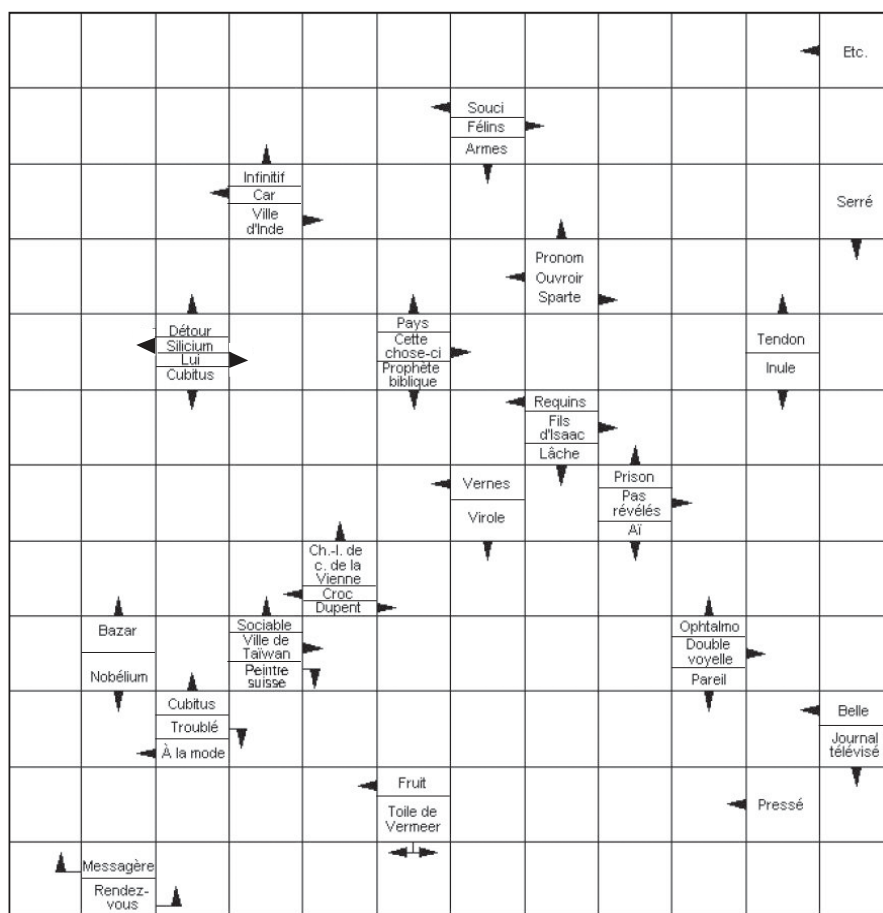 Etc.
Souci
Félins
Armes
Infinitif
Car
Ville
d'Inde
Serré
Pronom
Ouvroir
Sparte
Détour
Silicium
Lui
Cubitus
Pays
Cette
chose-ci
Prophète
biblique
Tendon
Inule
Requins
Fils
d'Isaac
Lâche
Vernes
Virole
Prison
Pas
révélés
Aï
Ch.-l. de
c. de la
Vienne
Croc
Dupent
Bazar
Nobélium
Sociable
Ville de
Taïwan
Peintre
suisse
Ophtalmo
Double
voyelle
Pareil
Cubitus
Troublé
À la mode
Belle
Journal
télévisé
Fruit
Toile de
Vermeer
Pressé
Messagère
Rendez-
vous